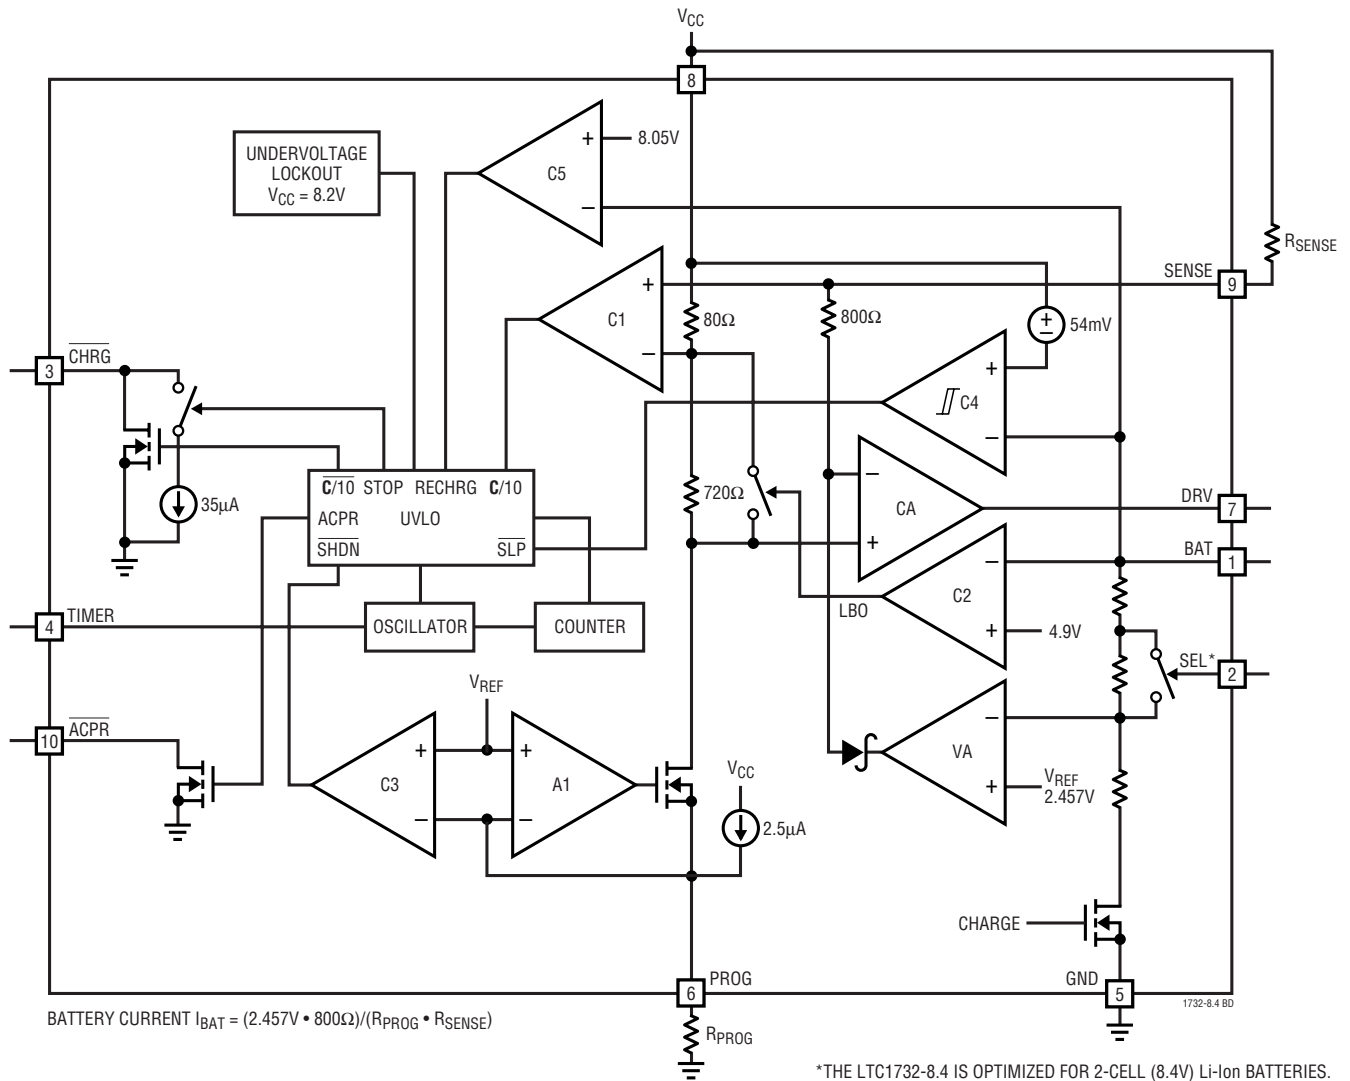 VCC
8
8.05V
+
C5
−
UNDERVOLTAGE
LOCKOUT
VCC = 8.2V
RSENSE
SENSE
9
+
C1
−
80Ω
800Ω
+
−
54mV
3
CHRG
+
C4
−
35µA
C/10 STOP RECHRG C/10
ACPR UVLO
SHDN SLP
720Ω
−
CA
+
DRV
7
BAT
1
−
C2
+
4.9V
LBO
4
TIMER
OSCILLATOR
COUNTER
SEL*
2
VREF
10
ACPR
+
C3
−
+
A1
−
VCC
2.5µA
−
VA
+
VREF
2.457V
CHARGE
6
PROG
GND
5
1732-8.4 BD
BATTERY CURRENT IBAT = (2.457V • 800Ω)/(RPROG • RSENSE)
RPROG
*THE LTC1732-8.4 IS OPTIMIZED FOR 2-CELL (8.4V) Li-Ion BATTERIES.